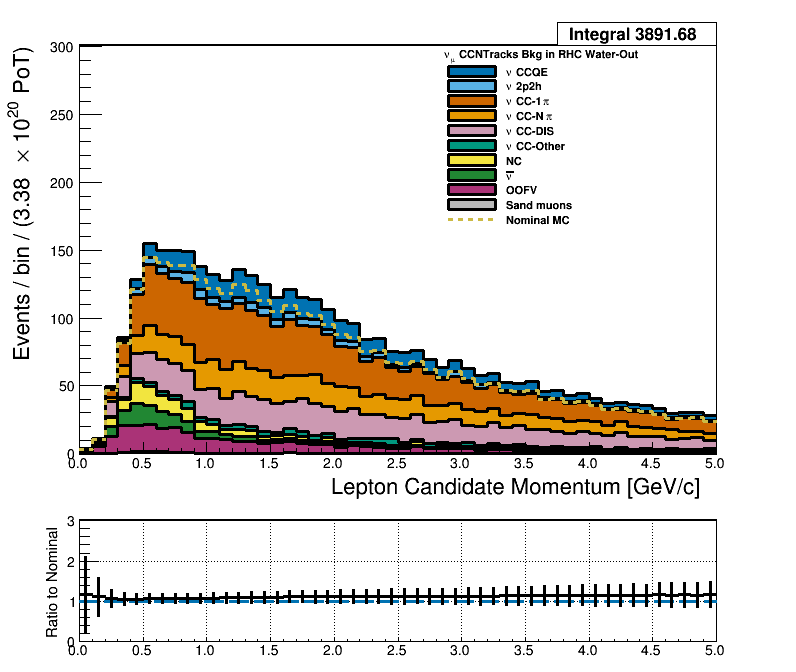 Integral 3891.68
ν_μ CCNTracks Bkg in RHC Water-Out
ν CCQE
ν 2p2h
ν CC-1π
ν CC-N π
ν CC-DIS
ν CC-Other
NC
ν̅
OOFV
Sand muons
Nominal MC
Events / bin / (3.38 × 10²⁰ PoT)
300
250
200
150
100
50
0
0.0 0.5 1.0 1.5 2.0 2.5 3.0 3.5 4.0 4.5 5.0
Lepton Candidate Momentum [GeV/c]
Ratio to Nominal
3
2
1
0
0.0 0.5 1.0 1.5 2.0 2.5 3.0 3.5 4.0 4.5 5.0